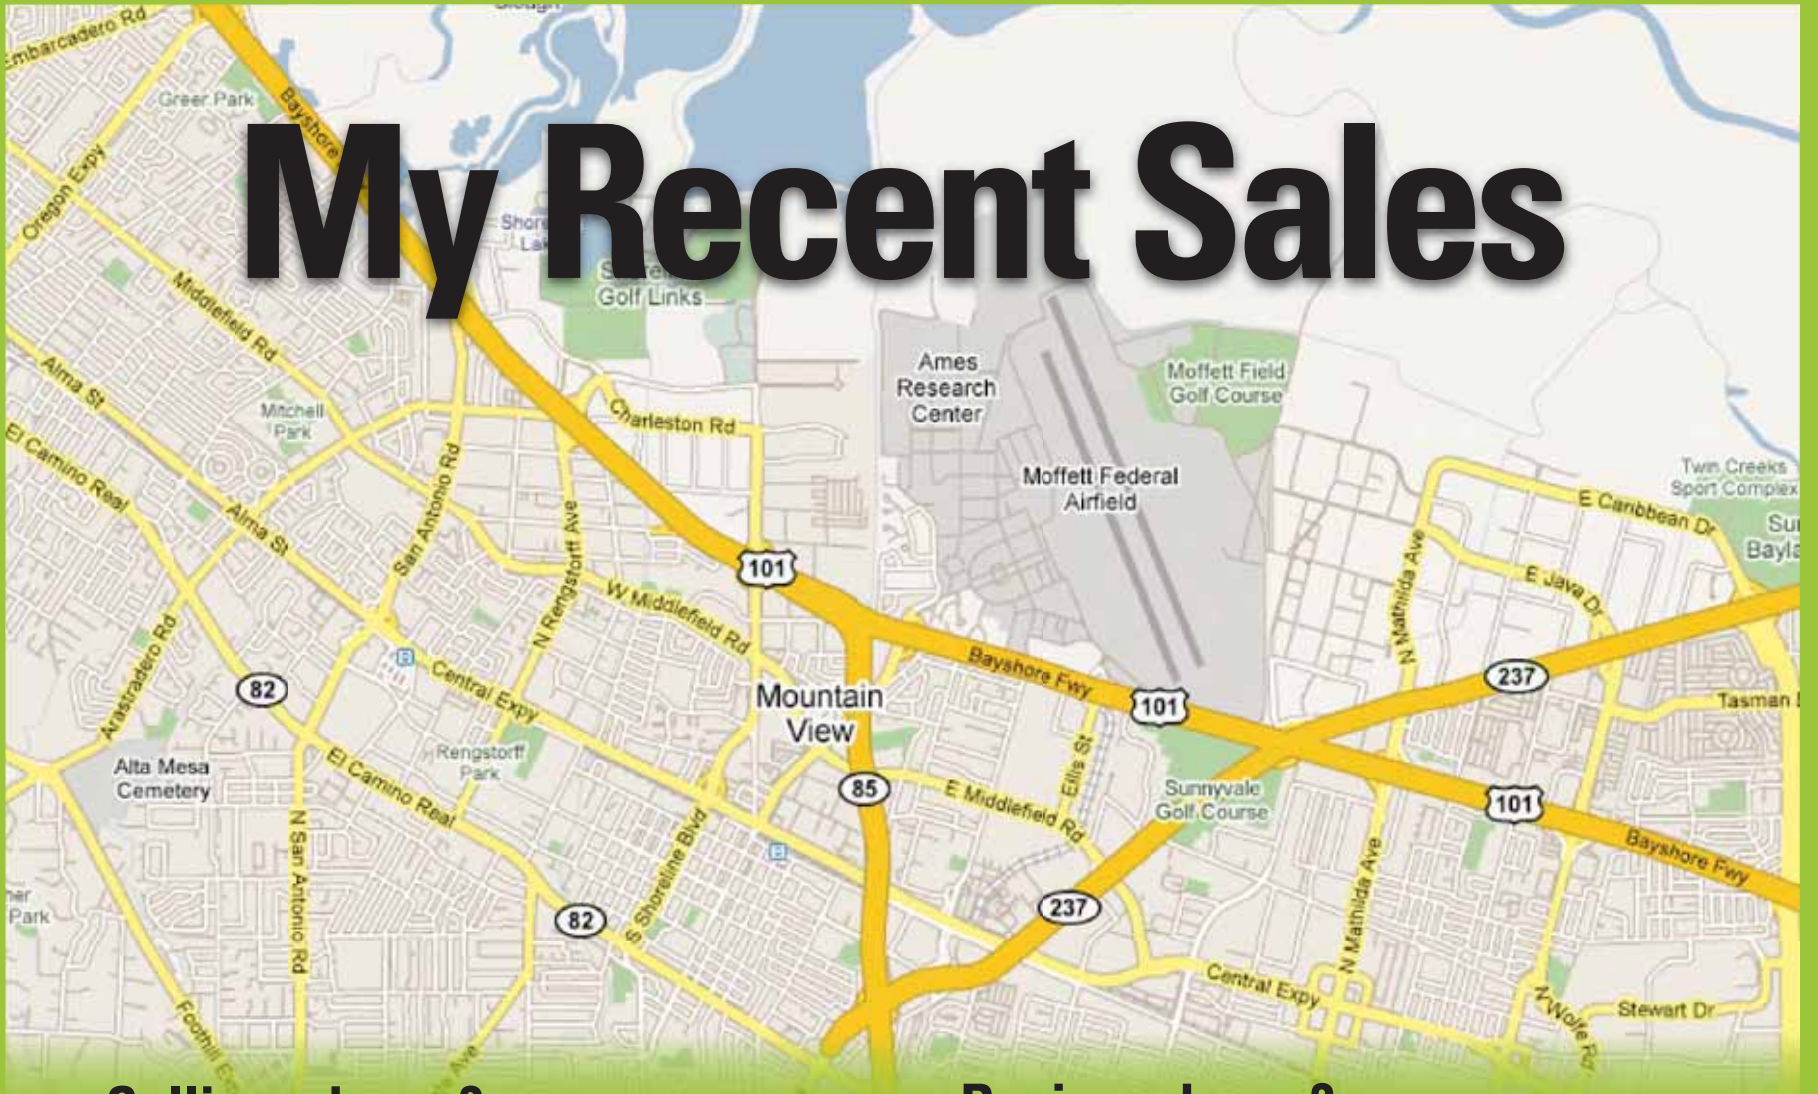 Slough
Embarcadero Rd
Greer Park
Bayshore
My Recent Sales
Oregon Expy
Golf Links
Middlefield Rd
Ames
Research
Center
Moffett Field
Golf Course
Alma St
Mitchell
Park
Charleston Rd
El Camino Real
San Antonio Rd
Moffett Federal
Airfield
Twin Creeks
Sport Complex
E Caribbean Dr
Alma St
N Rengstorff Ave
101
N Mathilda Ave
E Java Dr
W Middlefield Rd
Arastradero Rd
Central Expy
82
Bayshore Fwy
101
237
Mountain
View
Tasman
Rengstorff
Park
Alta Mesa
Cemetery
El Camino Real
85
E Middlefield Rd
Ellis St
Sunnyvale
Golf Course
101
Bayshore Fwy
N San Antonio Rd
S Shoreline Blvd
82
237
N Mathilda Ave
Park
Central Expy
Foothill
N Wolfe Rd
Stewart Dr
Ave